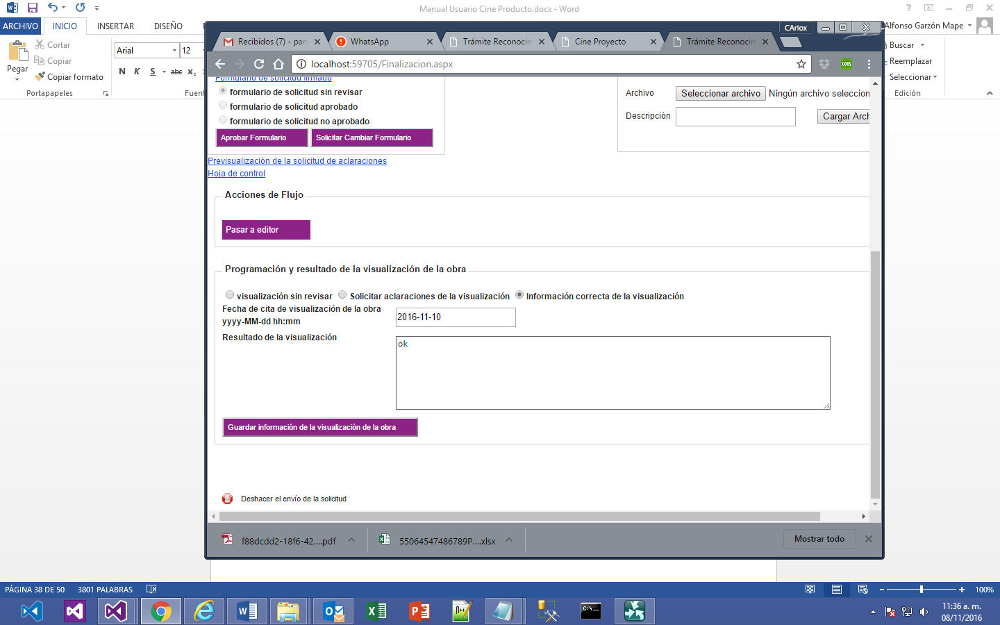 Manual Usuario Cine Producto.docx - Word
ARCHIVO INICIO INSERTAR DISEÑO
Alfonso Garzón Mape
Pegar
Cortar
Copiar
Copiar formato
Portapapeles
Arial 12
N K S abc x₂
Fuent
Buscar
Reemplazar
Seleccionar
Edición
CArlox
Recibidos (7) - pan
WhatsApp
Trámite Reconocim
Cine Proyecto
Trámite Reconocim
localhost:59705/Finalizacion.aspx
CORS
Formulario de solicitud firmado
formulario de solicitud sin revisar
formulario de solicitud aprobado
formulario de solicitud no aprobado
Aprobar Formulario
Solicitar Cambiar Formulario
Archivo Seleccionar archivo Ningún archivo seleccion
Descripción Cargar Arch
Previsualización de la solicitud de aclaraciones
Hoja de control
Acciones de Flujo
Pasar a editor
Programación y resultado de la visualización de la obra
visualización sin revisar Solicitar aclaraciones de la visualización Información correcta de la visualización
Fecha de cita de visualización de la obra
yyyy-MM-dd hh:mm
2016-11-10
Resultado de la visualización
ok
Guardar información de la visualización de la obra
Deshacer el envío de la solicitud
f88dcdd2-18f6-42....pdf
55064547486789P....xlsx
Mostrar todo
PÁGINA 38 DE 50 3801 PALABRAS
100%
11:36 a. m.
08/11/2016